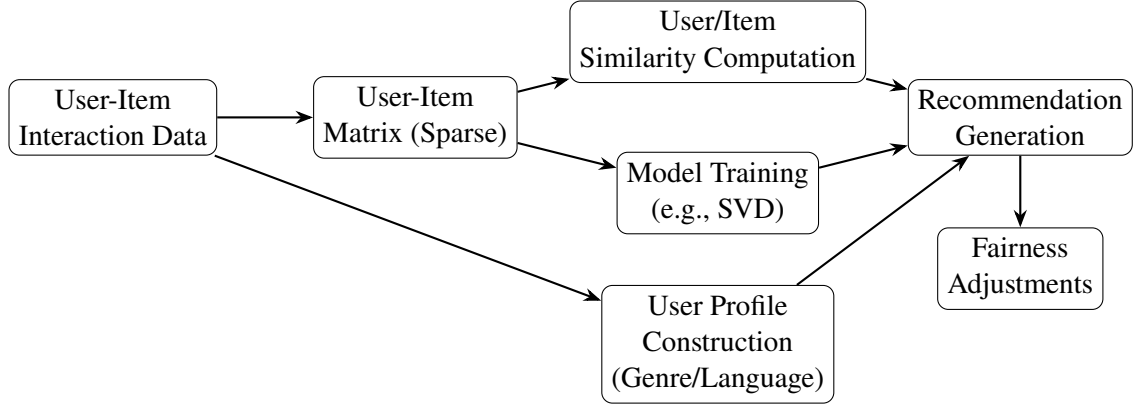 User-Item
Interaction Data
User-Item
Matrix (Sparse)
User/Item
Similarity Computation
Model Training
(e.g., SVD)
User Profile
Construction
(Genre/Language)
Recommendation
Generation
Fairness
Adjustments